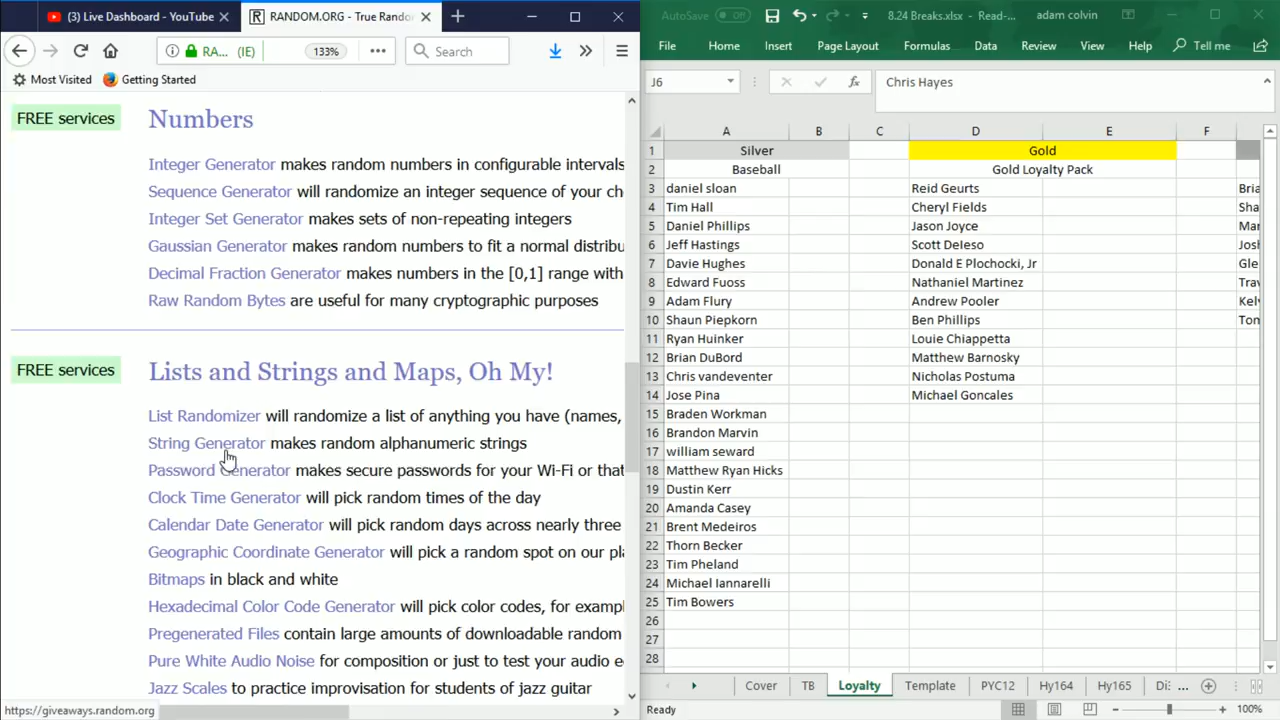 (3) Live Dashboard - YouTube
RANDOM.ORG - True Rando
RA... (IE)
133%
Search
Most Visited
Getting Started
FREE services
Numbers
Integer Generator makes random numbers in configurable intervals
Sequence Generator will randomize an integer sequence of your ch
Integer Set Generator makes sets of non-repeating integers
Gaussian Generator makes random numbers to fit a normal distribu
Decimal Fraction Generator makes numbers in the [0,1] range with
Raw Random Bytes are useful for many cryptographic purposes
FREE services
Lists and Strings and Maps, Oh My!
List Randomizer will randomize a list of anything you have (names,
String Generator makes random alphanumeric strings
Password Generator makes secure passwords for your Wi-Fi or that
Clock Time Generator will pick random times of the day
Calendar Date Generator will pick random days across nearly three
Geographic Coordinate Generator will pick a random spot on our pla
Bitmaps in black and white
Hexadecimal Color Code Generator will pick color codes, for exampl
Pregenerated Files contain large amounts of downloadable random
Pure White Audio Noise for composition or just to test your audio e
Jazz Scales to practice improvisation for students of jazz guitar
https://giveaways.random.org
AutoSave Off
8.24 Breaks.xlsx - Read-...
adam colvin
File Home Insert Page Layout Formulas Data Review View Help Tell me
J6
fx
Chris Hayes
A B C D E F
1 Silver Gold
2 Baseball Gold Loyalty Pack
3 daniel sloan Reid Geurts Bria
4 Tim Hall Cheryl Fields Sha
5 Daniel Phillips Jason Joyce Mar
6 Jeff Hastings Scott DeIeso Josh
7 Davie Hughes Donald E Plochocki, Jr Gle
8 Edward Fuoss Nathaniel Martinez Trav
9 Adam Flury Andrew Pooler Kelv
10 Shaun Piepkorn Ben Phillips Ton
11 Ryan Huinker Louie Chiappetta
12 Brian DuBord Matthew Barnosky
13 Chris vandeventer Nicholas Postuma
14 Jose Pina Michael Goncales
15 Braden Workman
16 Brandon Marvin
17 william seward
18 Matthew Ryan Hicks
19 Dustin Kerr
20 Amanda Casey
21 Brent Medeiros
22 Thorn Becker
23 Tim Pheland
24 Michael Iannarelli
25 Tim Bowers
26
27
28
Cover TB Loyalty Template PYC12 Hy164 Hy165 Di ...
Ready
100%